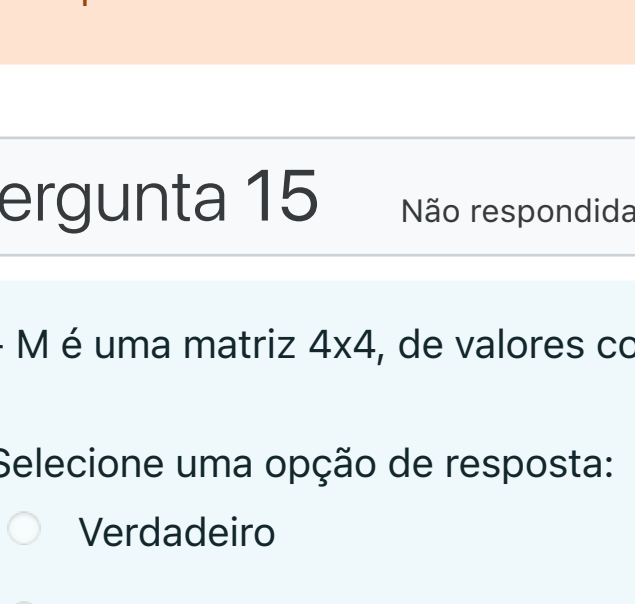 ergunta 15
Não respondida
- M é uma matriz 4x4, de valores co
Selecione uma opção de resposta:
Verdadeiro